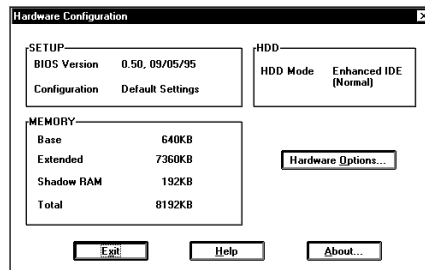 Hardware Configuration
SETUP
BIOS Version 0.50, 09/05/95
Configuration Default Settings
HDD
HDD Mode Enhanced IDE
(Normal)
MEMORY
Base 640KB
Extended 7360KB
Shadow RAM 192KB
Total 8192KB
Hardware Options...
Exit Help About...